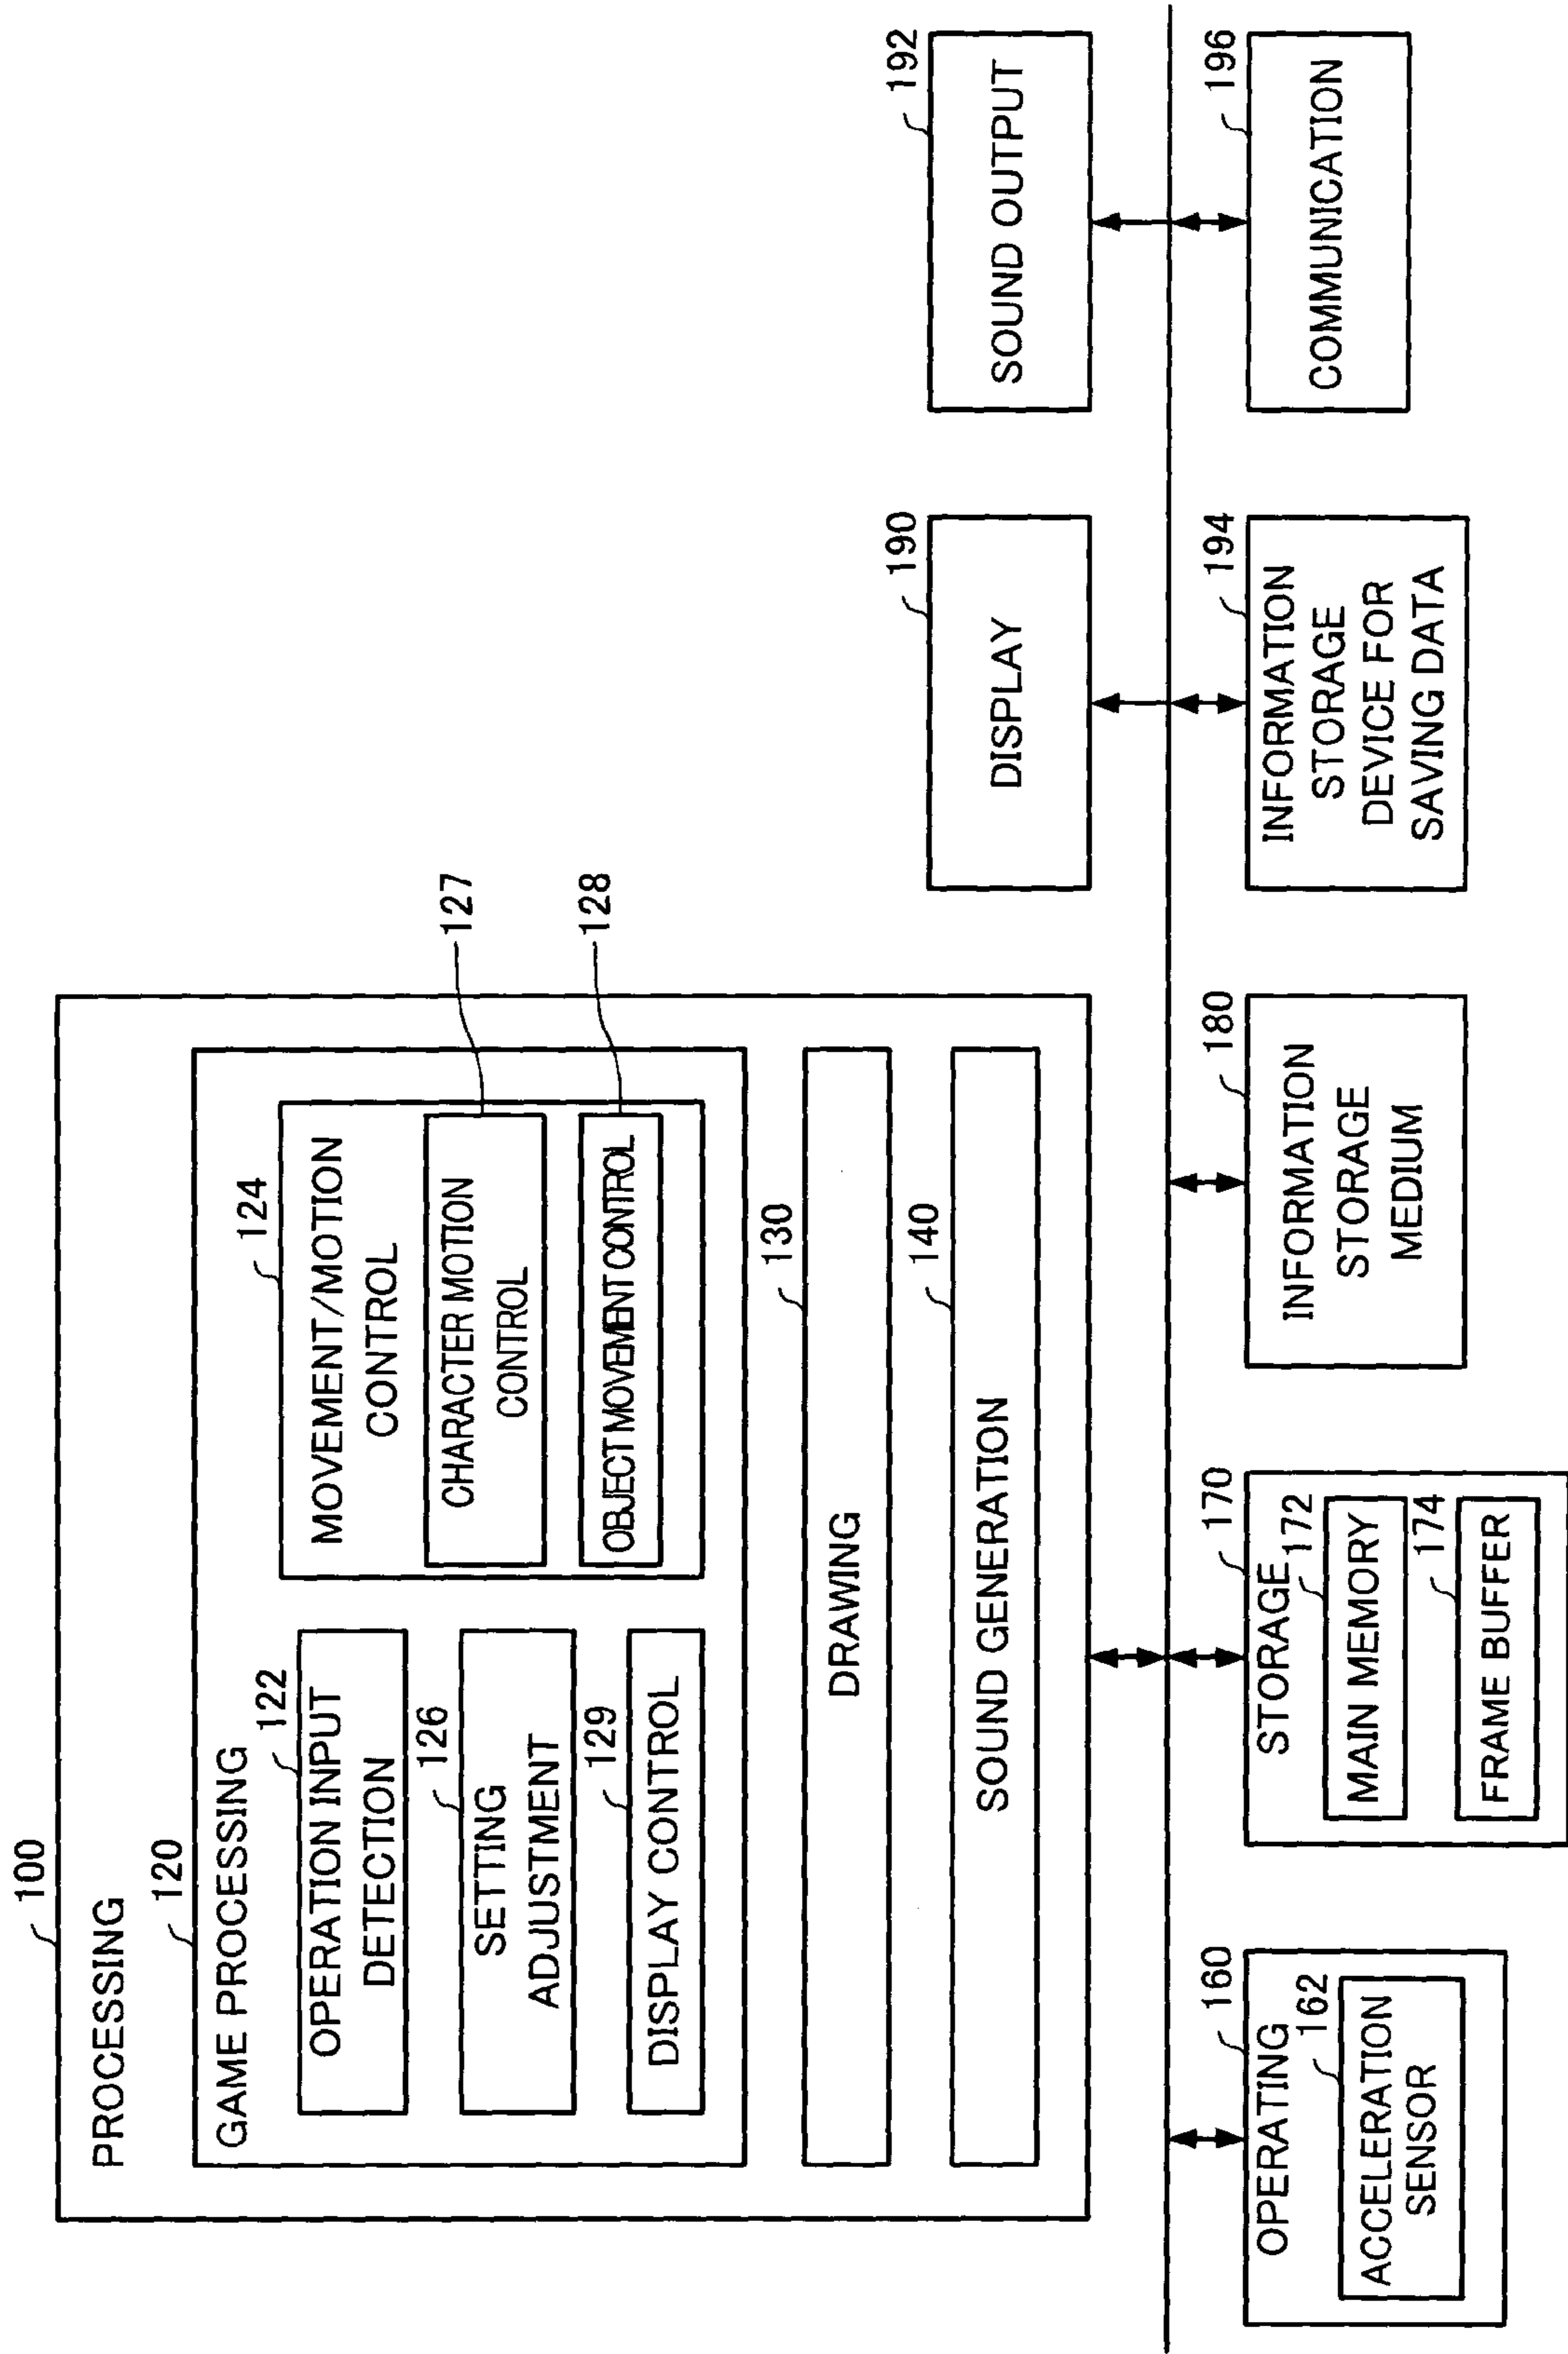 100
PROCESSING
120
GAME PROCESSING
122
OPERATION INPUT
DETECTION
126
SETTING
ADJUSTMENT
129
DISPLAY CONTROL
124
MOVEMENT/MOTION
CONTROL
CHARACTER MOTION
CONTROL
127
OBJECT MOVEMENT CONTROL
128
130
DRAWING
140
SOUND GENERATION
190
DISPLAY
192
SOUND OUTPUT
160
OPERATING
162
ACCELERATION
SENSOR
170
STORAGE
172
MAIN MEMORY
174
FRAME BUFFER
180
INFORMATION
STORAGE
MEDIUM
194
INFORMATION
STORAGE
DEVICE FOR
SAVING DATA
196
COMMUNICATION